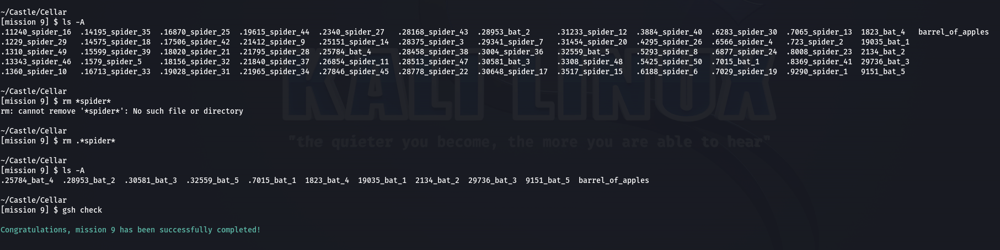 ~/Castle/Cellar
[mission 9] $ ls -A
.11240_spider_16  .14195_spider_35  .16870_spider_25  .19615_spider_44  .2340_spider_27   .28168_spider_43  .28953_bat_2      .31233_spider_12  .3884_spider_40  .6283_spider_30  .7065_spider_13  1823_bat_4   barrel_of_apples
.1229_spider_29   .14575_spider_18  .17506_spider_42  .21412_spider_9   .25151_spider_14  .28375_spider_3   .29341_spider_7   .31454_spider_20  .4295_spider_26  .6566_spider_4   .723_spider_2    19035_bat_1
.1310_spider_49   .15599_spider_39  .18020_spider_21  .21795_spider_28  .25784_bat_4      .28458_spider_38  .3004_spider_36   .32559_bat_5      .5293_spider_8   .6877_spider_24  .8008_spider_23  2134_bat_2
.13343_spider_46  .1579_spider_5    .18156_spider_32  .21840_spider_37  .26854_spider_11  .28513_spider_47  .30581_bat_3      .3308_spider_48   .5425_spider_50  .7015_bat_1      .8369_spider_41  29736_bat_3
.1360_spider_10   .16713_spider_33  .19028_spider_31  .21965_spider_34  .27846_spider_45  .28778_spider_22  .30648_spider_17  .3517_spider_15   .6188_spider_6   .7029_spider_19  .9290_spider_1   9151_bat_5
~/Castle/Cellar
[mission 9] $ rm *spider*
rm: cannot remove '*spider*': No such file or directory
~/Castle/Cellar
[mission 9] $ rm .*spider*
~/Castle/Cellar
[mission 9] $ ls -A
.25784_bat_4  .28953_bat_2  .30581_bat_3  .32559_bat_5  .7015_bat_1  1823_bat_4  19035_bat_1  2134_bat_2  29736_bat_3  9151_bat_5  barrel_of_apples
~/Castle/Cellar
[mission 9] $ gsh check
Congratulations, mission 9 has been successfully completed!
KALI LINUX
"the quieter you become, the more you are able to hear"